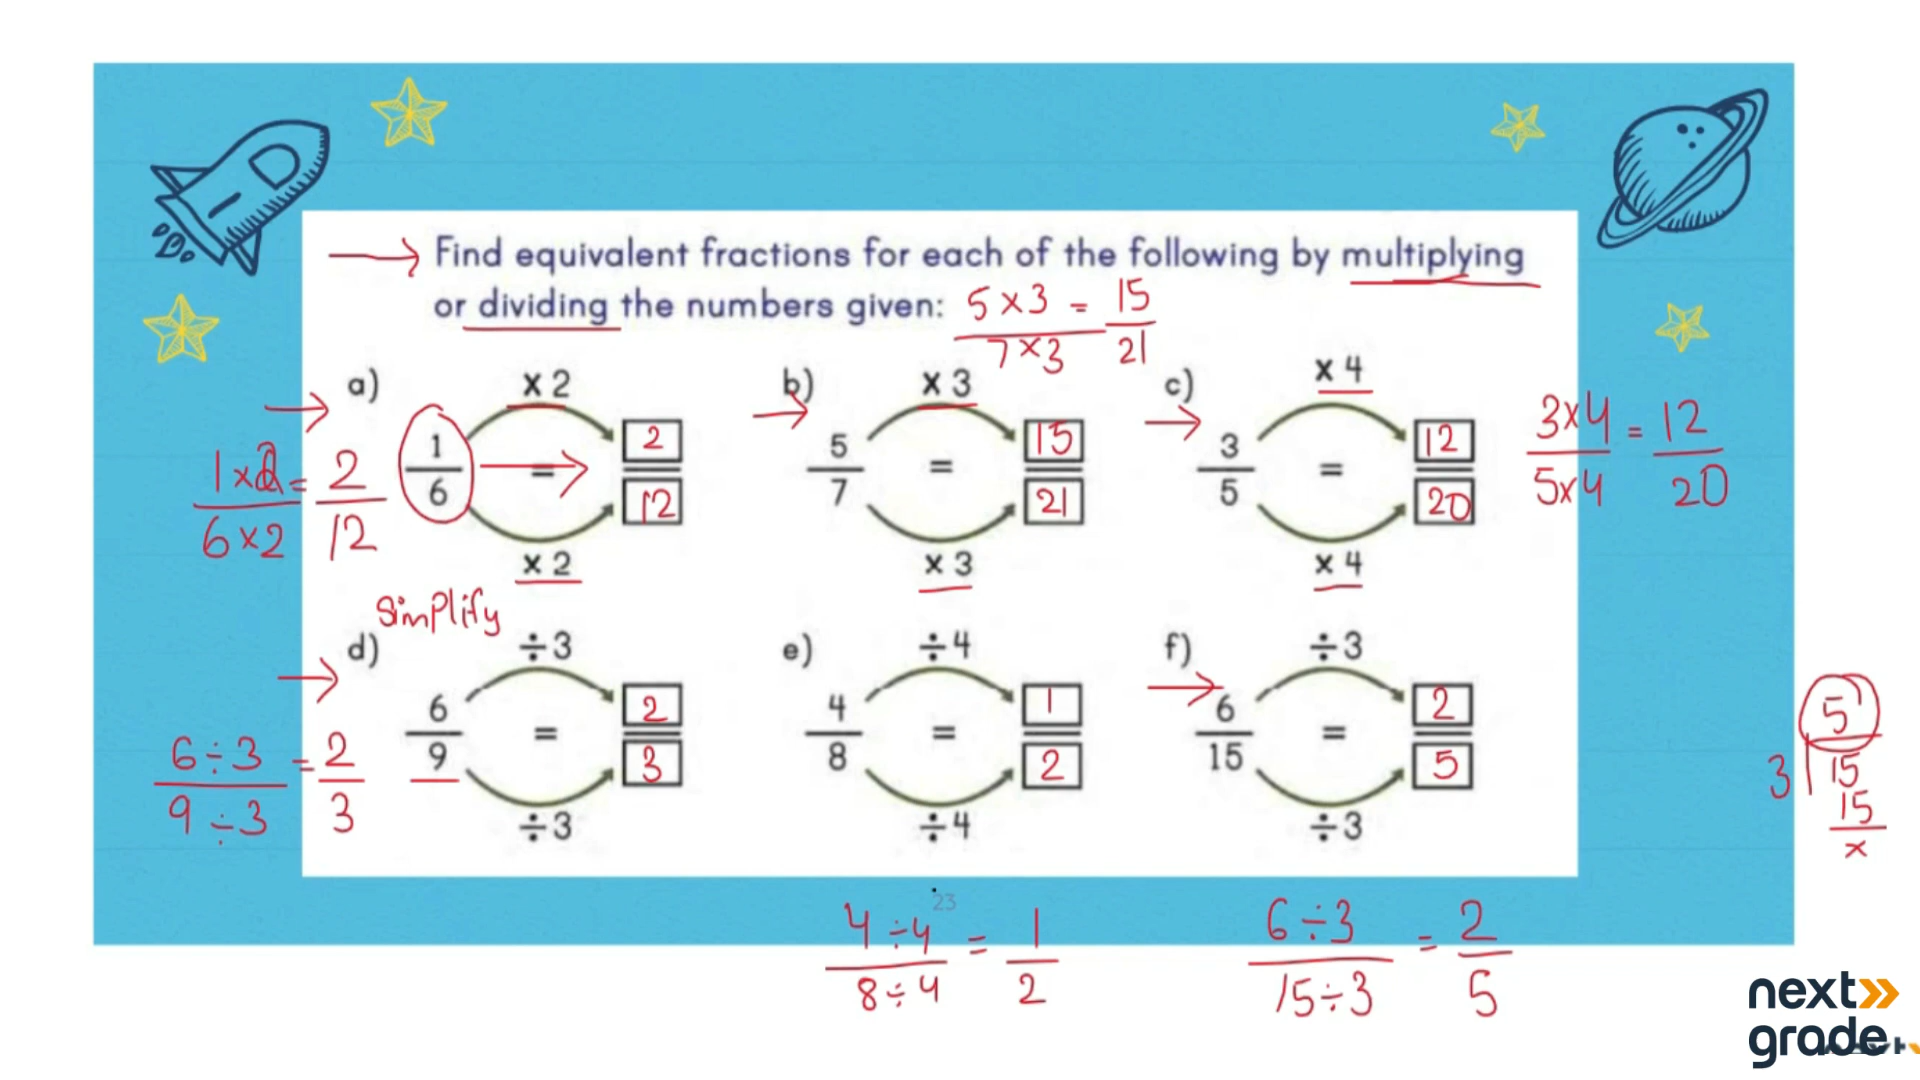 Find equivalent fractions for each of the following by multiplying
or dividing the numbers given:
5 x 3 = 15
7 x 3 21
a) x 2 b) x 3 c) x 4
1 x 2 = 2
6 x 2 12
1 = 2
6 12
x 2
5 = 15
7 21
x 3
3 = 12
5 20
x 4
3x4 = 12
5x4 20
Simplify
d) ÷3 e) ÷4 f) ÷3
6÷3 = 2
9÷3 3
6 = 2
9 3
÷3
4 = 1
8 2
÷4
6 = 2
15 5
÷3
5
3 15
15
x
23
4÷4 = 1
8÷4 2
6÷3 = 2
15÷3 5
next
grade